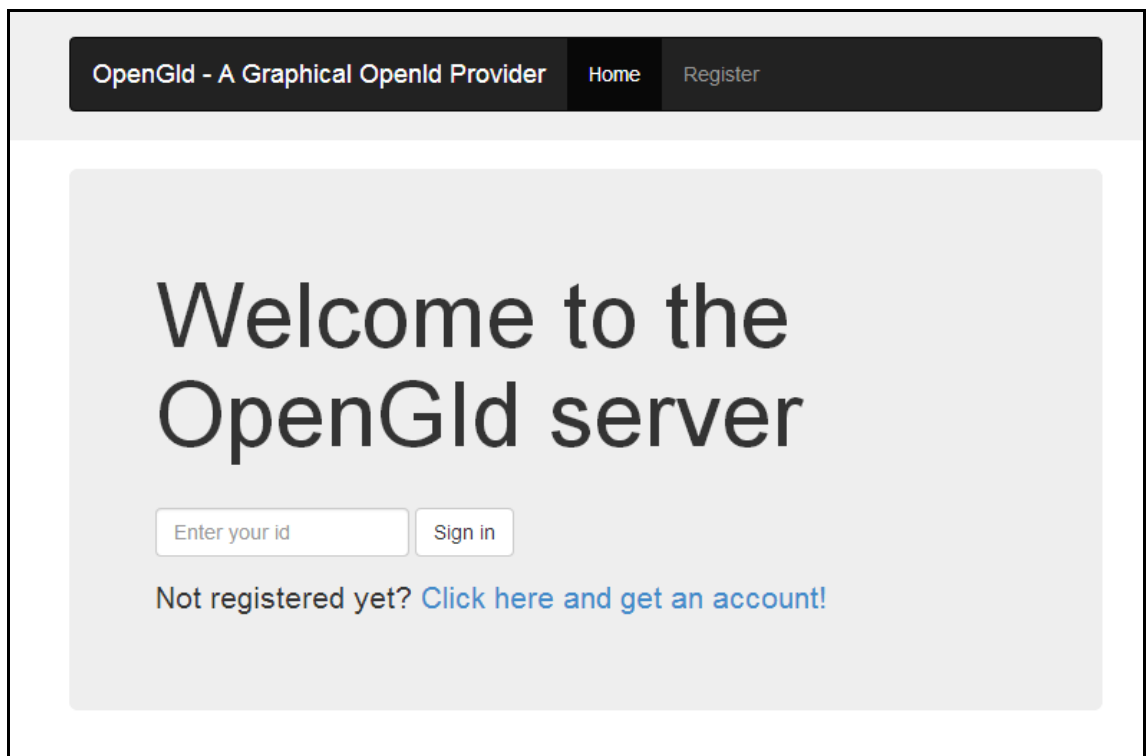 OpenGId - A Graphical OpenId Provider Home Register
Welcome to the
OpenGId server
Enter your id Sign in
Not registered yet? Click here and get an account!